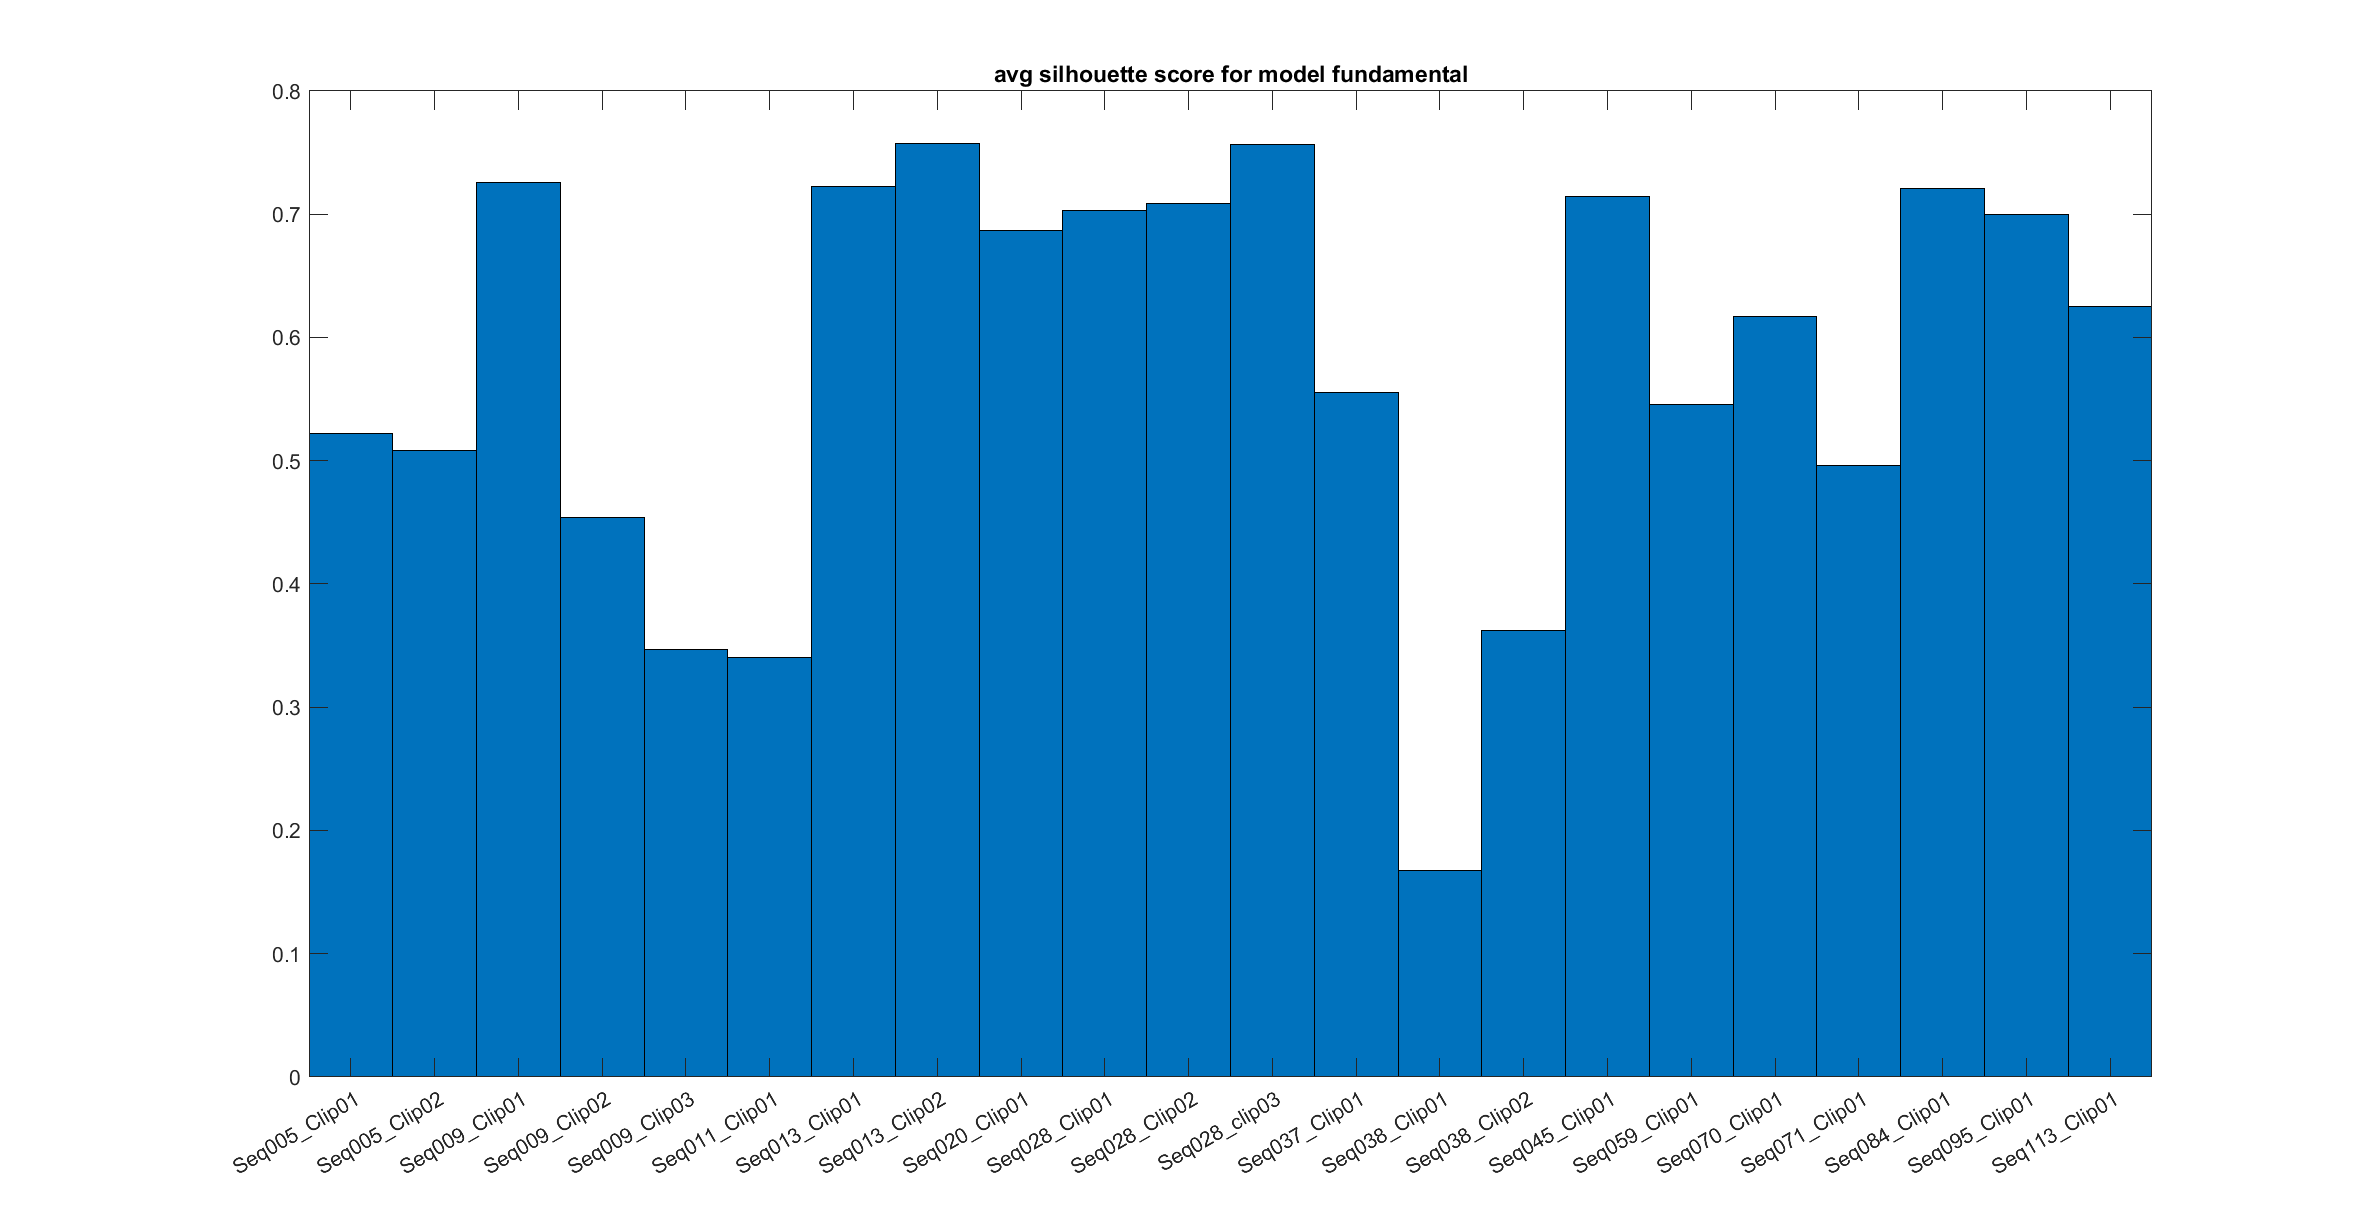 avg silhouette score for model fundamental
0.8
0.7
0.6
0.5
0.4
0.3
0.2
0.1
0
Seq005_Clip01
Seq005_Clip02
Seq009_Clip01
Seq009_Clip02
Seq009_Clip03
Seq011_Clip01
Seq013_Clip01
Seq013_Clip02
Seq020_Clip01
Seq028_Clip01
Seq028_Clip02
Seq028_clip03
Seq037_Clip01
Seq038_Clip01
Seq038_Clip02
Seq045_Clip01
Seq059_Clip01
Seq070_Clip01
Seq071_Clip01
Seq084_Clip01
Seq095_Clip01
Seq113_Clip01